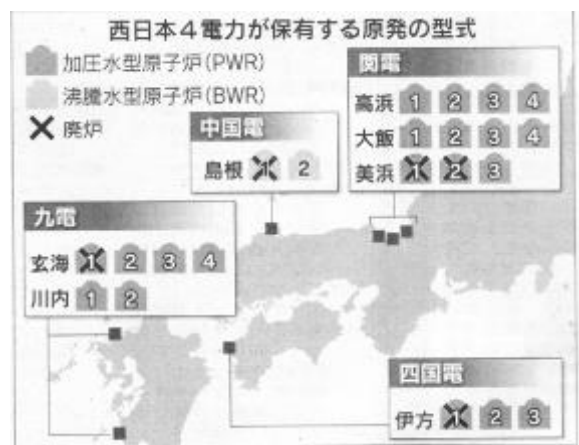 西日本4電力が保有する原発の型式
加圧水型原子炉(PWR)
沸騰水型原子炉(BWR)
廃炉
関電
高浜 1 2 3 4
大飯 1 2 3 4
美浜 1 2 3
中国電
島根 1 2
九電
玄海 1 2 3 4
川内 1 2
四国電
伊方 1 2 3